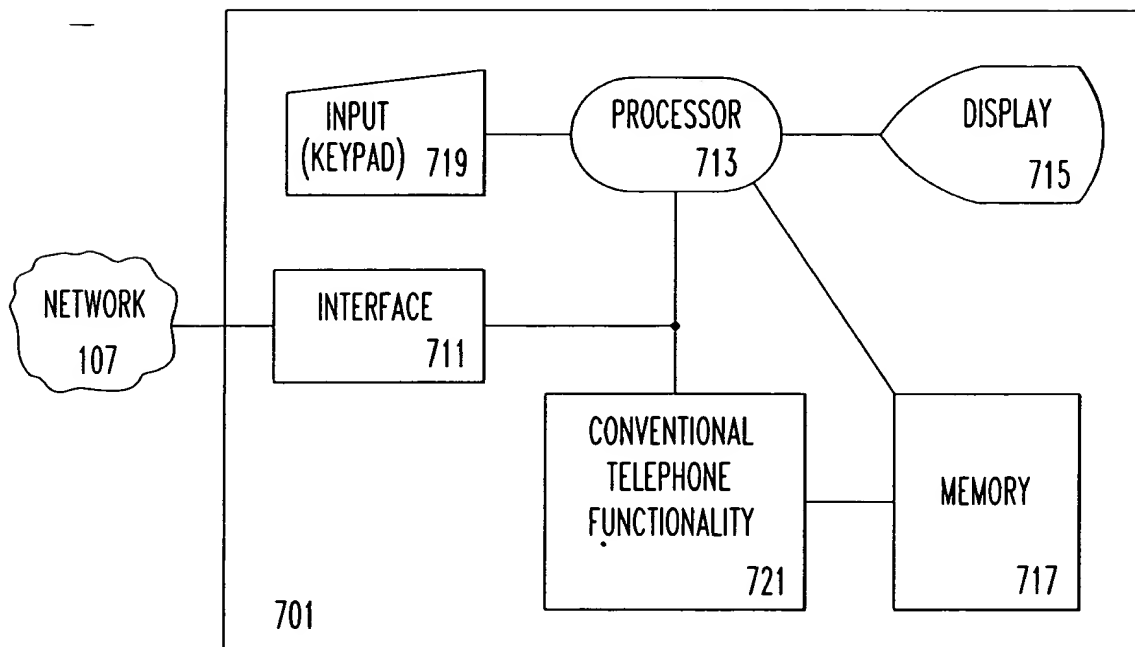 INPUT
(KEYPAD)
719
PROCESSOR
713
DISPLAY
715
NETWORK
107
INTERFACE
711
CONVENTIONAL
TELEPHONE
FUNCTIONALITY
721
MEMORY
717
701